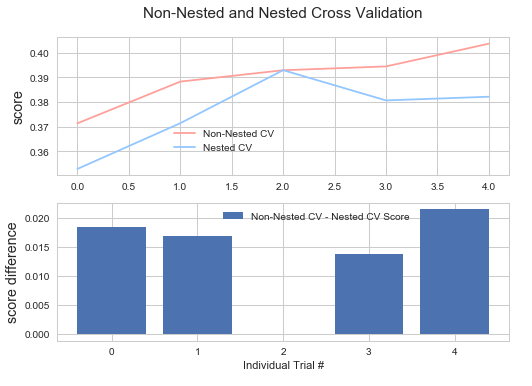 Non-Nested and Nested Cross Validation
score
0.40
0.39
0.38
0.37
0.36
Non-Nested CV
Nested CV
0.0 0.5 1.0 1.5 2.0 2.5 3.0 3.5 4.0
score difference
0.020
0.015
0.010
0.005
0.000
Non-Nested CV - Nested CV Score
0 1 2 3 4
Individual Trial #